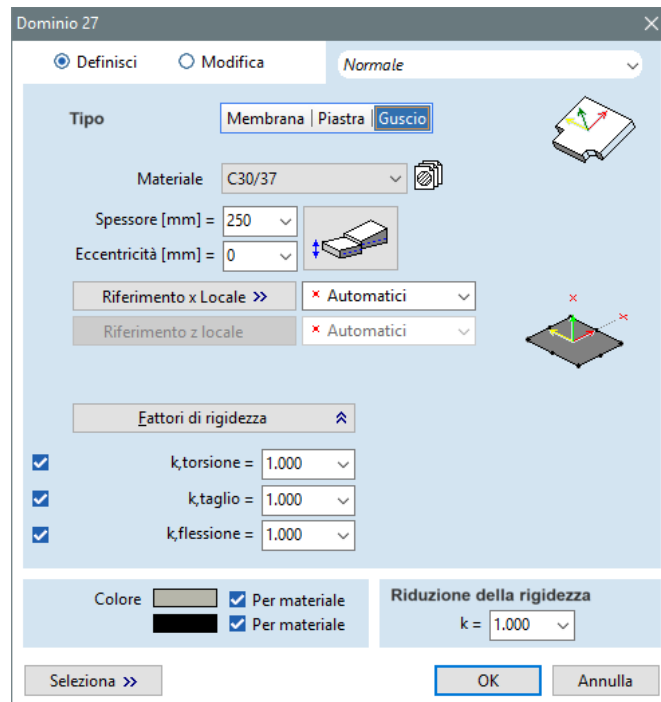 Dominio 27
Definisci Modifica Normale
Tipo Membrana | Piastra | Guscio
Materiale C30/37
Spessore [mm] = 250
Eccentricità [mm] = 0
Riferimento x Locale >> Automatici
Riferimento z locale Automatici
Fattori di rigidezza
k,torsione = 1.000
k,taglio = 1.000
k,flessione = 1.000
Colore Per materiale
Per materiale
Riduzione della rigidezza
k = 1.000
Seleziona >> OK Annulla